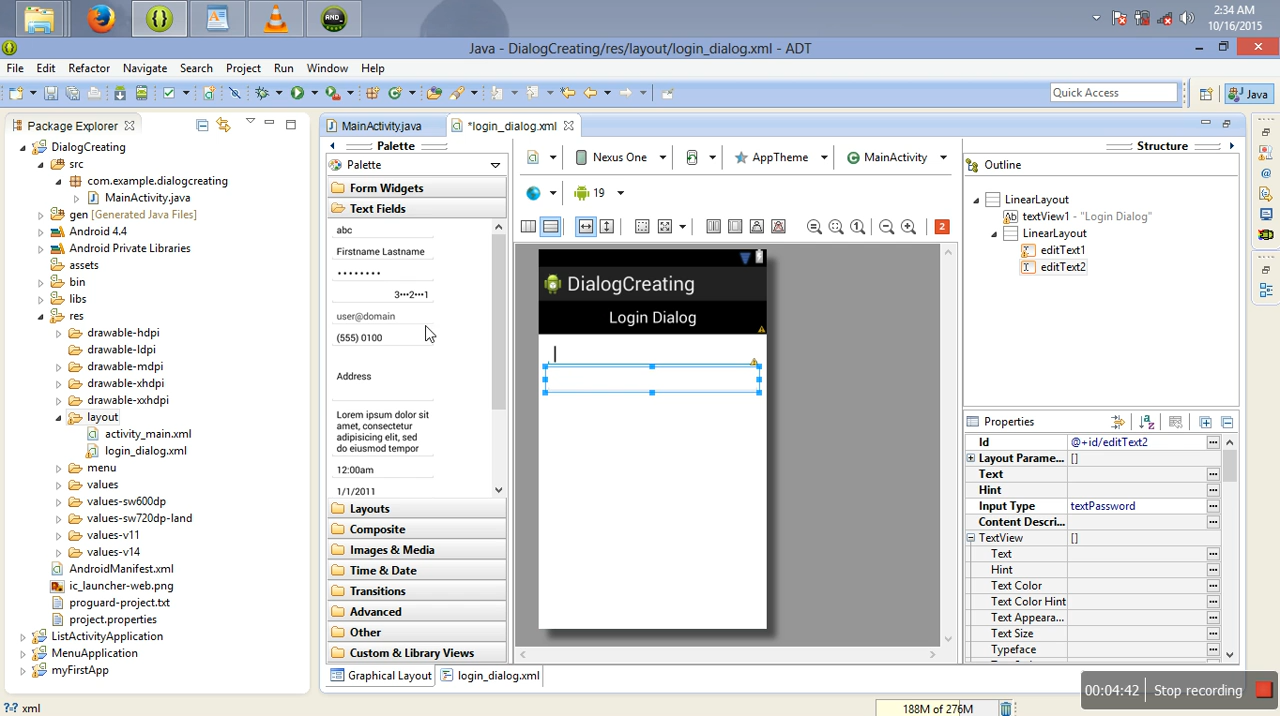 2:34 AM
10/16/2015
Java - DialogCreating/res/layout/login_dialog.xml - ADT
File Edit Refactor Navigate Search Project Run Window Help
Quick Access
Java
Package Explorer
DialogCreating
src
com.example.dialogcreating
MainActivity.java
gen [Generated Java Files]
Android 4.4
Android Private Libraries
assets
bin
libs
res
drawable-hdpi
drawable-ldpi
drawable-mdpi
drawable-xhdpi
drawable-xxhdpi
layout
activity_main.xml
login_dialog.xml
menu
values
values-sw600dp
values-sw720dp-land
values-v11
values-v14
AndroidManifest.xml
ic_launcher-web.png
proguard-project.txt
project.properties
ListActivityApplication
MenuApplication
myFirstApp
MainActivity.java
*login_dialog.xml
Palette
Palette
Form Widgets
Text Fields
abc
Firstname Lastname
••••••••
3••2••1
user@domain
(555) 0100
Address
Lorem ipsum dolor sit
amet, consectetur
adipisicing elit, sed
do eiusmod tempor
12:00am
1/1/2011
Layouts
Composite
Images & Media
Time & Date
Transitions
Advanced
Other
Custom & Library Views
Graphical Layout
login_dialog.xml
Nexus One
AppTheme
MainActivity
19
2
DialogCreating
Login Dialog
Structure
Outline
LinearLayout
textView1 - "Login Dialog"
LinearLayout
editText1
editText2
Properties
Id @+id/editText2
Layout Parame... []
Text
Hint
Input Type textPassword
Content Descri...
TextView []
Text
Hint
Text Color
Text Color Hint
Text Appeara...
Text Size
Typeface
00:04:42 Stop recording
xml
188M of 276M